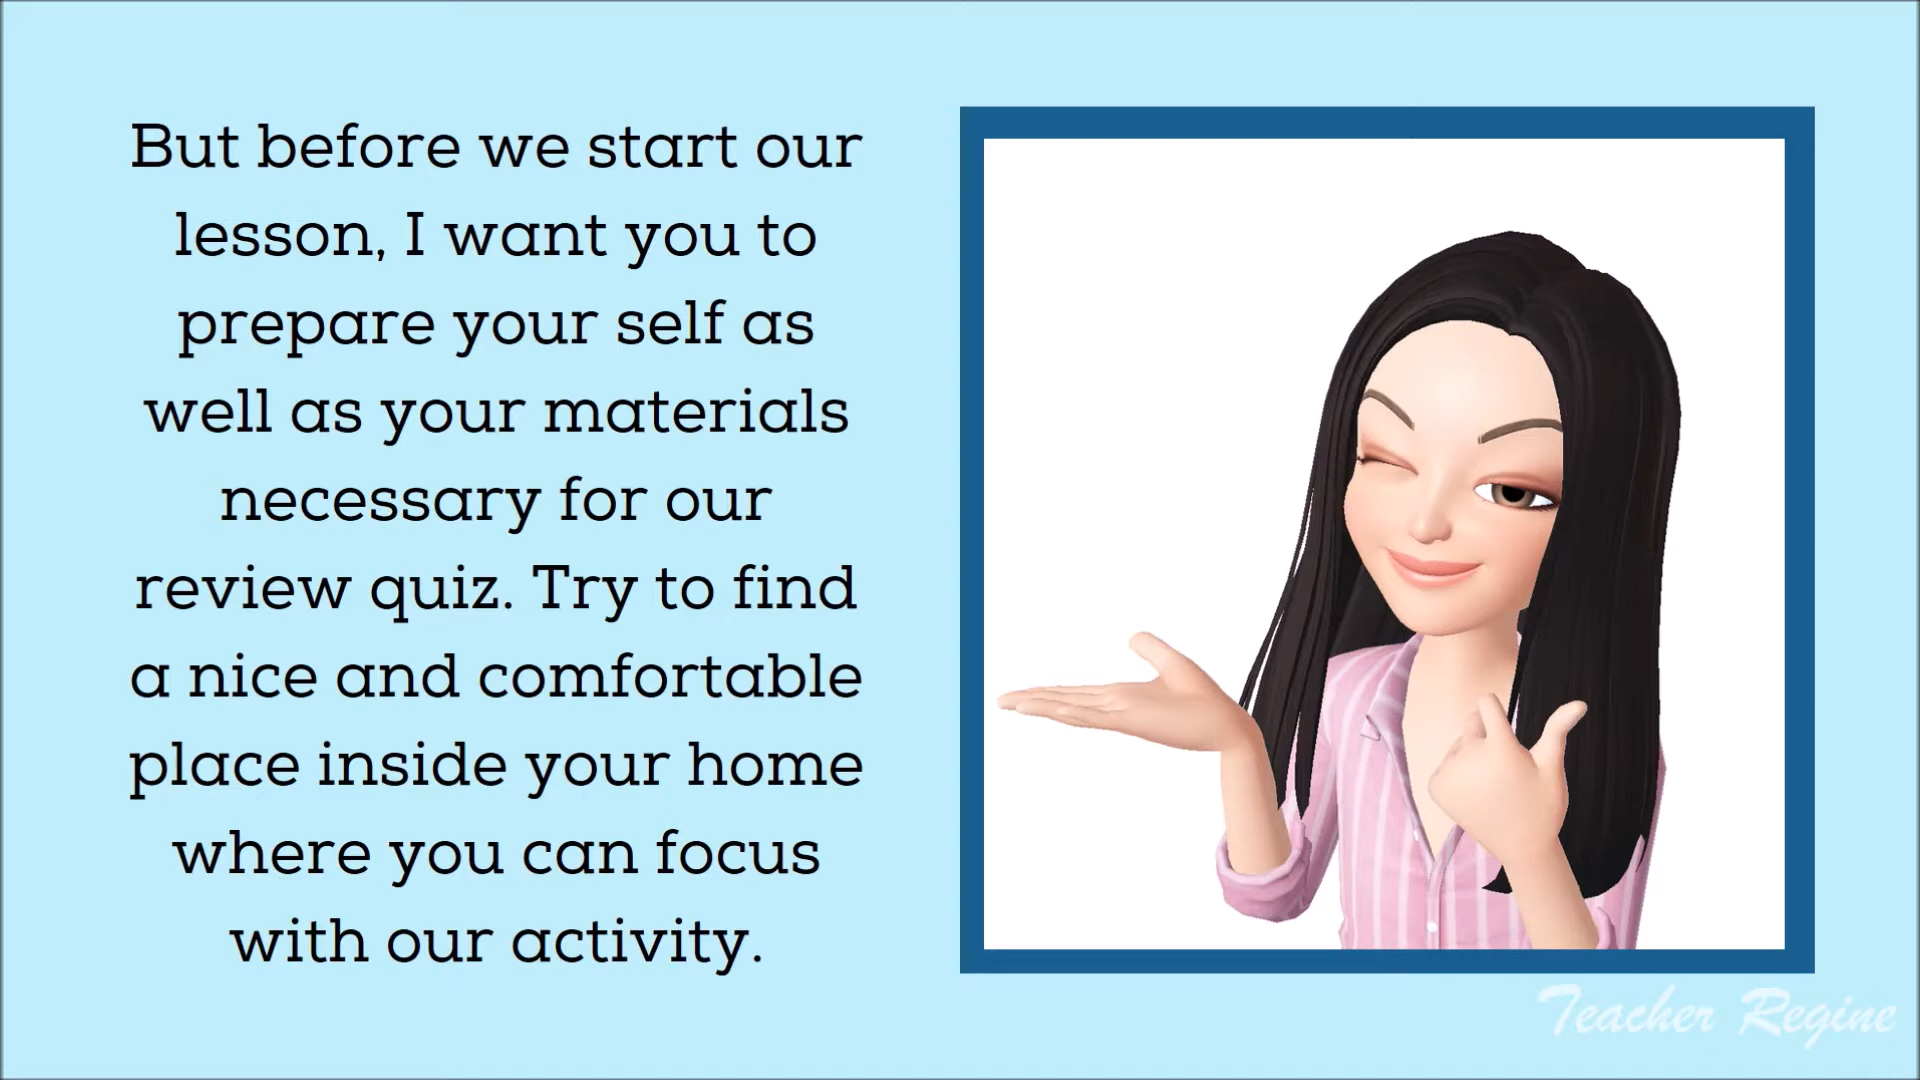 But before we start our
lesson, I want you to
prepare your self as
well as your materials
necessary for our
review quiz. Try to find
a nice and comfortable
place inside your home
where you can focus
with our activity.
Teacher Regine